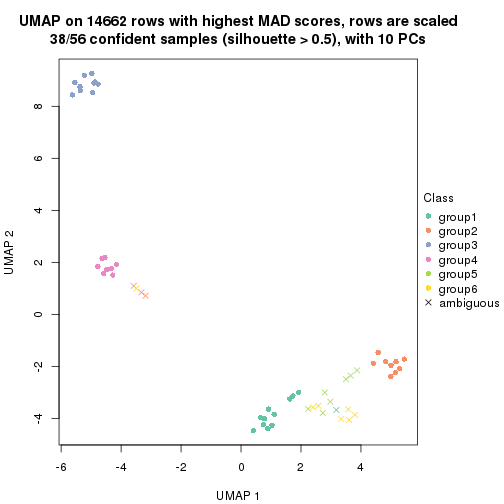 UMAP on 14662 rows with highest MAD scores, rows are scaled
38/56 confident samples (silhouette > 0.5), with 10 PCs
8
6
4
2
0
-2
-4
UMAP 2
-6
-4
-2
0
2
4
UMAP 1
Class
group1
group2
group3
group4
group5
group6
ambiguous